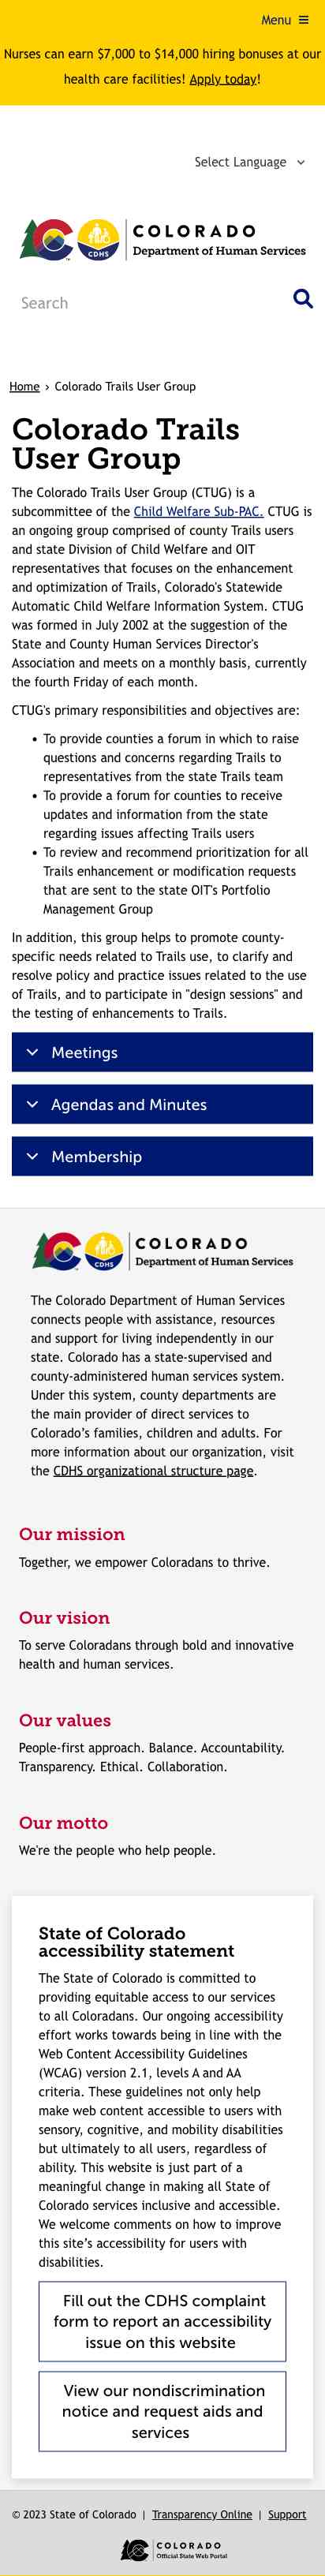 Menu
Nurses can earn $7,000 to $14,000 hiring bonuses at our
health care facilities! Apply today!
Select Language
COLORADO
CDHS
Department of Human Services
Search
Home › Colorado Trails User Group
Colorado Trails
User Group
The Colorado Trails User Group (CTUG) is a
subcommittee of the Child Welfare Sub-PAC. CTUG is
an ongoing group comprised of county Trails users
and state Division of Child Welfare and OIT
representatives that focuses on the enhancement
and optimization of Trails, Colorado's Statewide
Automatic Child Welfare Information System. CTUG
was formed in July 2002 at the suggestion of the
State and County Human Services Director's
Association and meets on a monthly basis, currently
the fourth Friday of each month.
CTUG's primary responsibilities and objectives are:
• To provide counties a forum in which to raise
questions and concerns regarding Trails to
representatives from the state Trails team
• To provide a forum for counties to receive
updates and information from the state
regarding issues affecting Trails users
• To review and recommend prioritization for all
Trails enhancement or modification requests
that are sent to the state OIT's Portfolio
Management Group
In addition, this group helps to promote county-
specific needs related to Trails use, to clarify and
resolve policy and practice issues related to the use
of Trails, and to participate in "design sessions" and
the testing of enhancements to Trails.
Meetings
Agendas and Minutes
Membership
COLORADO
CDHS
Department of Human Services
The Colorado Department of Human Services
connects people with assistance, resources
and support for living independently in our
state. Colorado has a state-supervised and
county-administered human services system.
Under this system, county departments are
the main provider of direct services to
Colorado’s families, children and adults. For
more information about our organization, visit
the CDHS organizational structure page.
Our mission
Together, we empower Coloradans to thrive.
Our vision
To serve Coloradans through bold and innovative
health and human services.
Our values
People-first approach. Balance. Accountability.
Transparency. Ethical. Collaboration.
Our motto
We're the people who help people.
State of Colorado
accessibility statement
The State of Colorado is committed to
providing equitable access to our services
to all Coloradans. Our ongoing accessibility
effort works towards being in line with the
Web Content Accessibility Guidelines
(WCAG) version 2.1, levels A and AA
criteria. These guidelines not only help
make web content accessible to users with
sensory, cognitive, and mobility disabilities
but ultimately to all users, regardless of
ability. This website is just part of a
meaningful change in making all State of
Colorado services inclusive and accessible.
We welcome comments on how to improve
this site’s accessibility for users with
disabilities.
Fill out the CDHS complaint
form to report an accessibility
issue on this website
View our nondiscrimination
notice and request aids and
services
© 2023 State of Colorado | Transparency Online | Support
COLORADO
Official State Web Portal